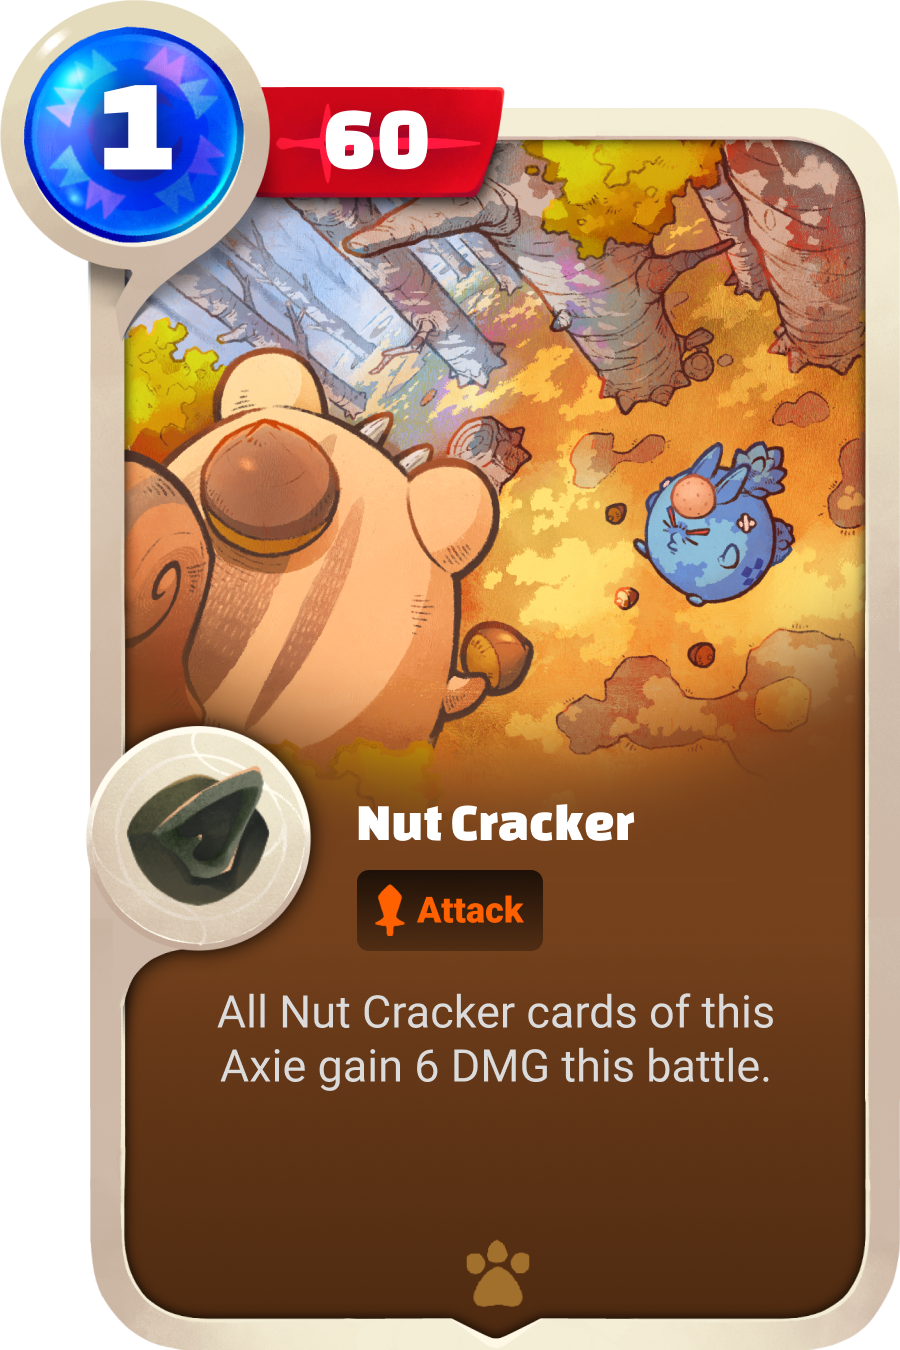 1
60
Nut Cracker
Attack
All Nut Cracker cards of this
Axie gain 6 DMG this battle.